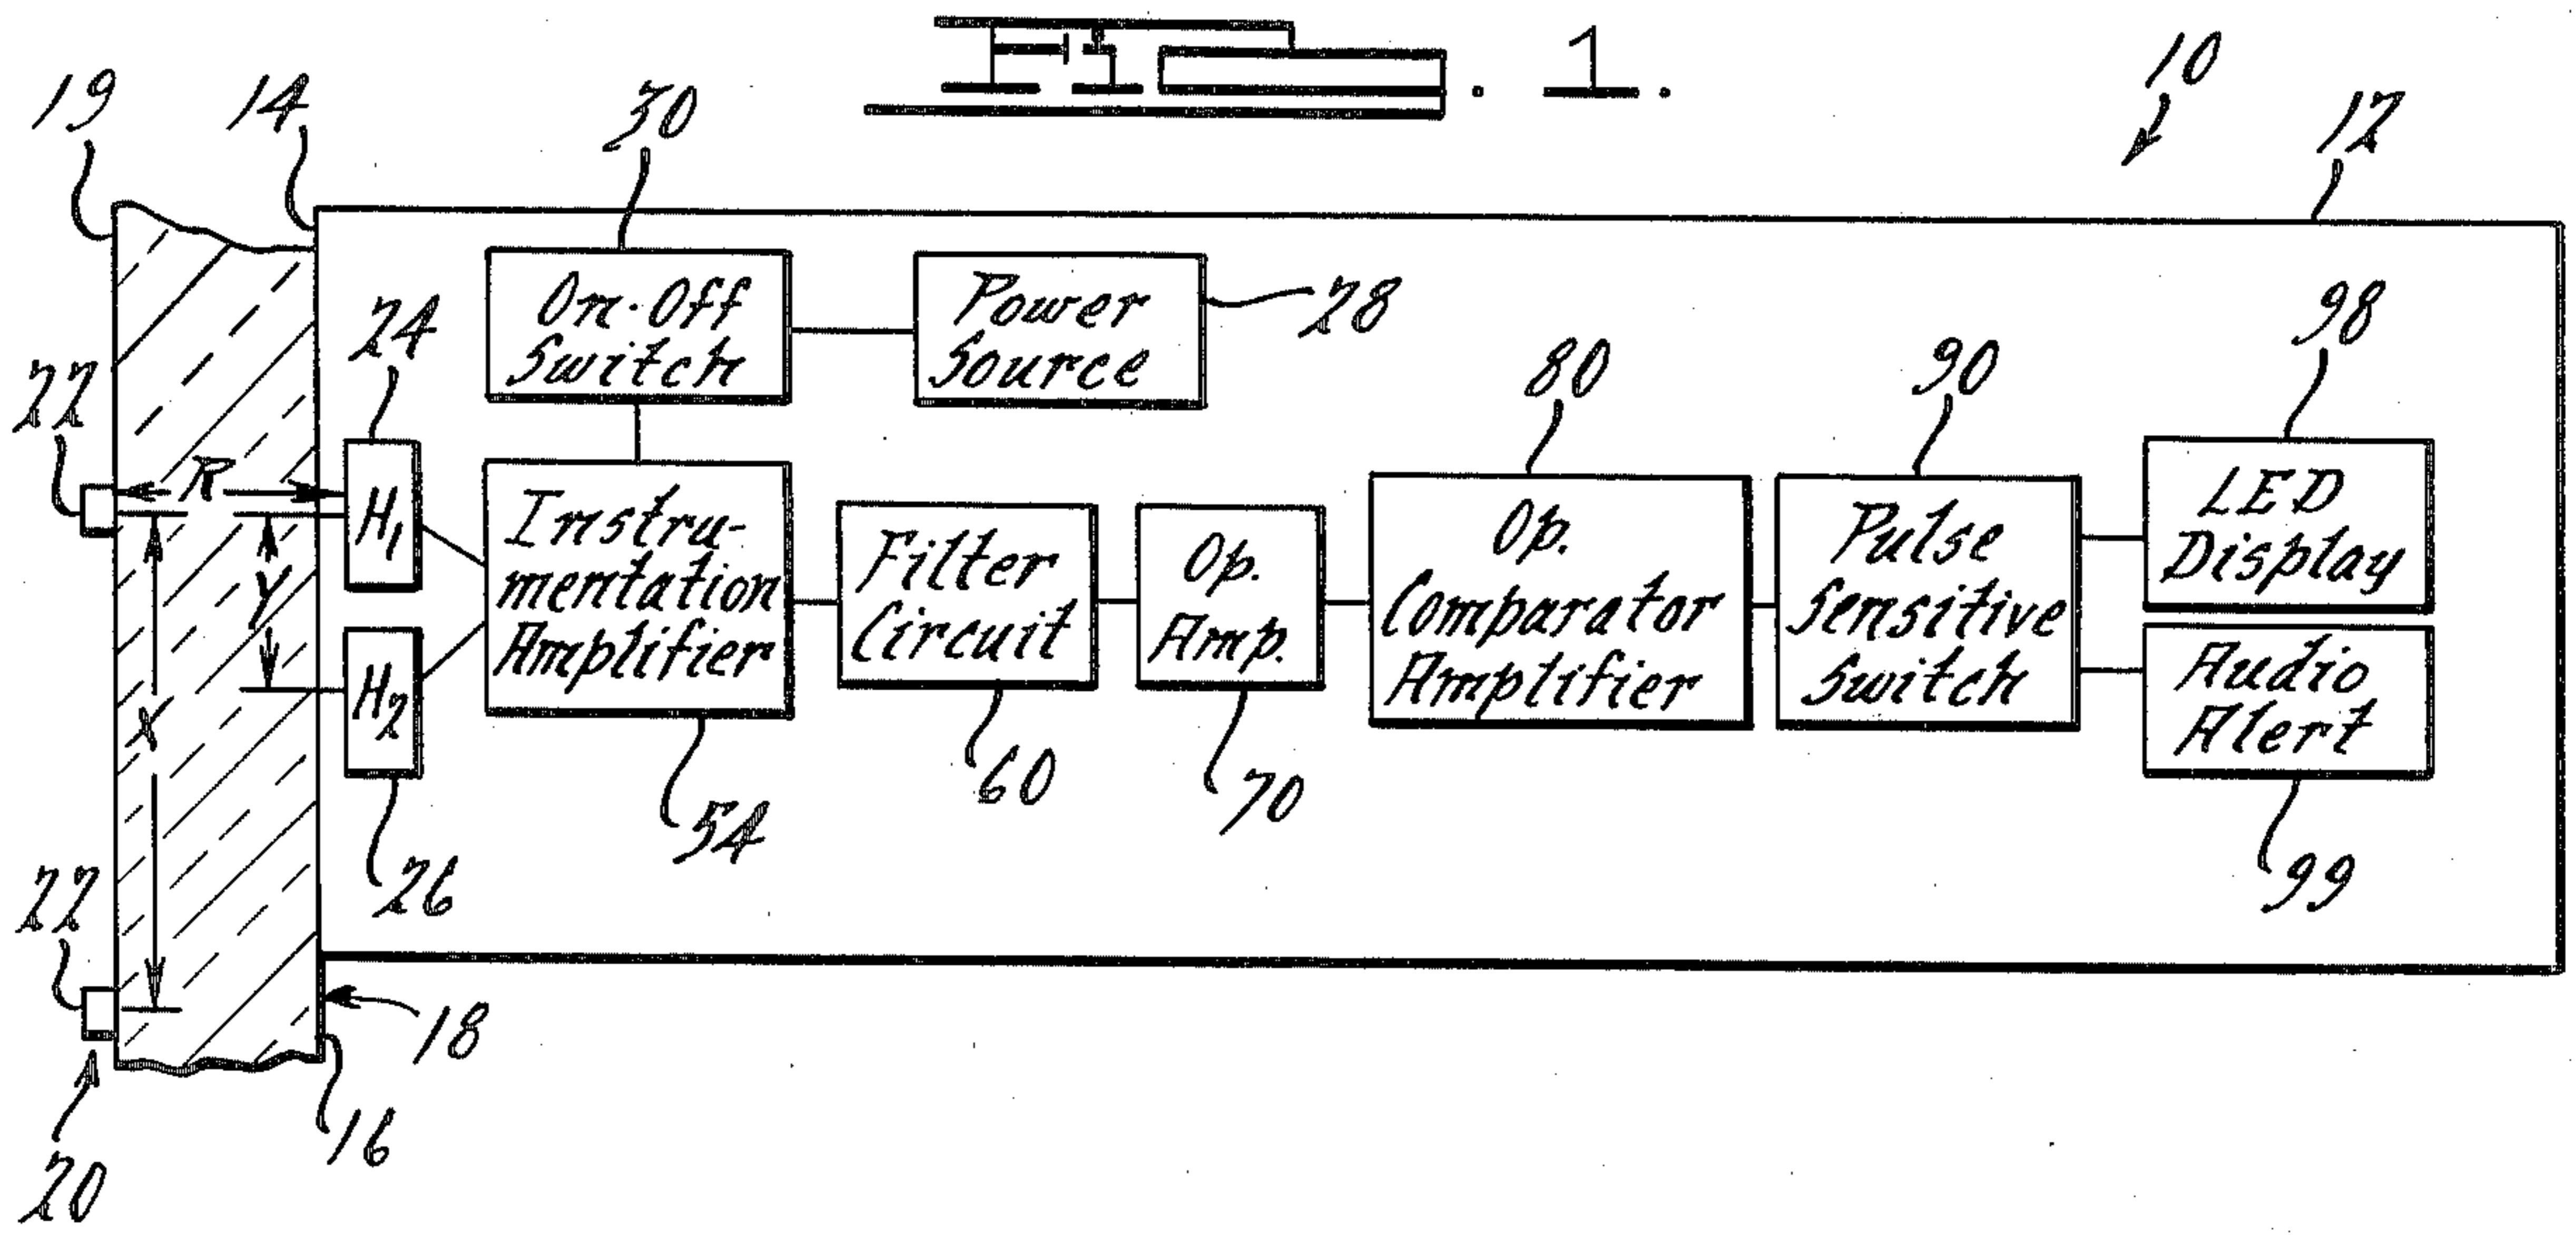 FIG. 1.
10
12
19
14
30
On-Off
Switch
Power
Source
28
24
22
R
H1
Y
X
H2
26
22
20
18
16
Instru-
mentation
Amplifier
54
Filter
Circuit
60
Op.
Amp.
70
80
Op.
Comparator
Amplifier
90
Pulse
Sensitive
Switch
98
LED
Display
Audio
Alert
99